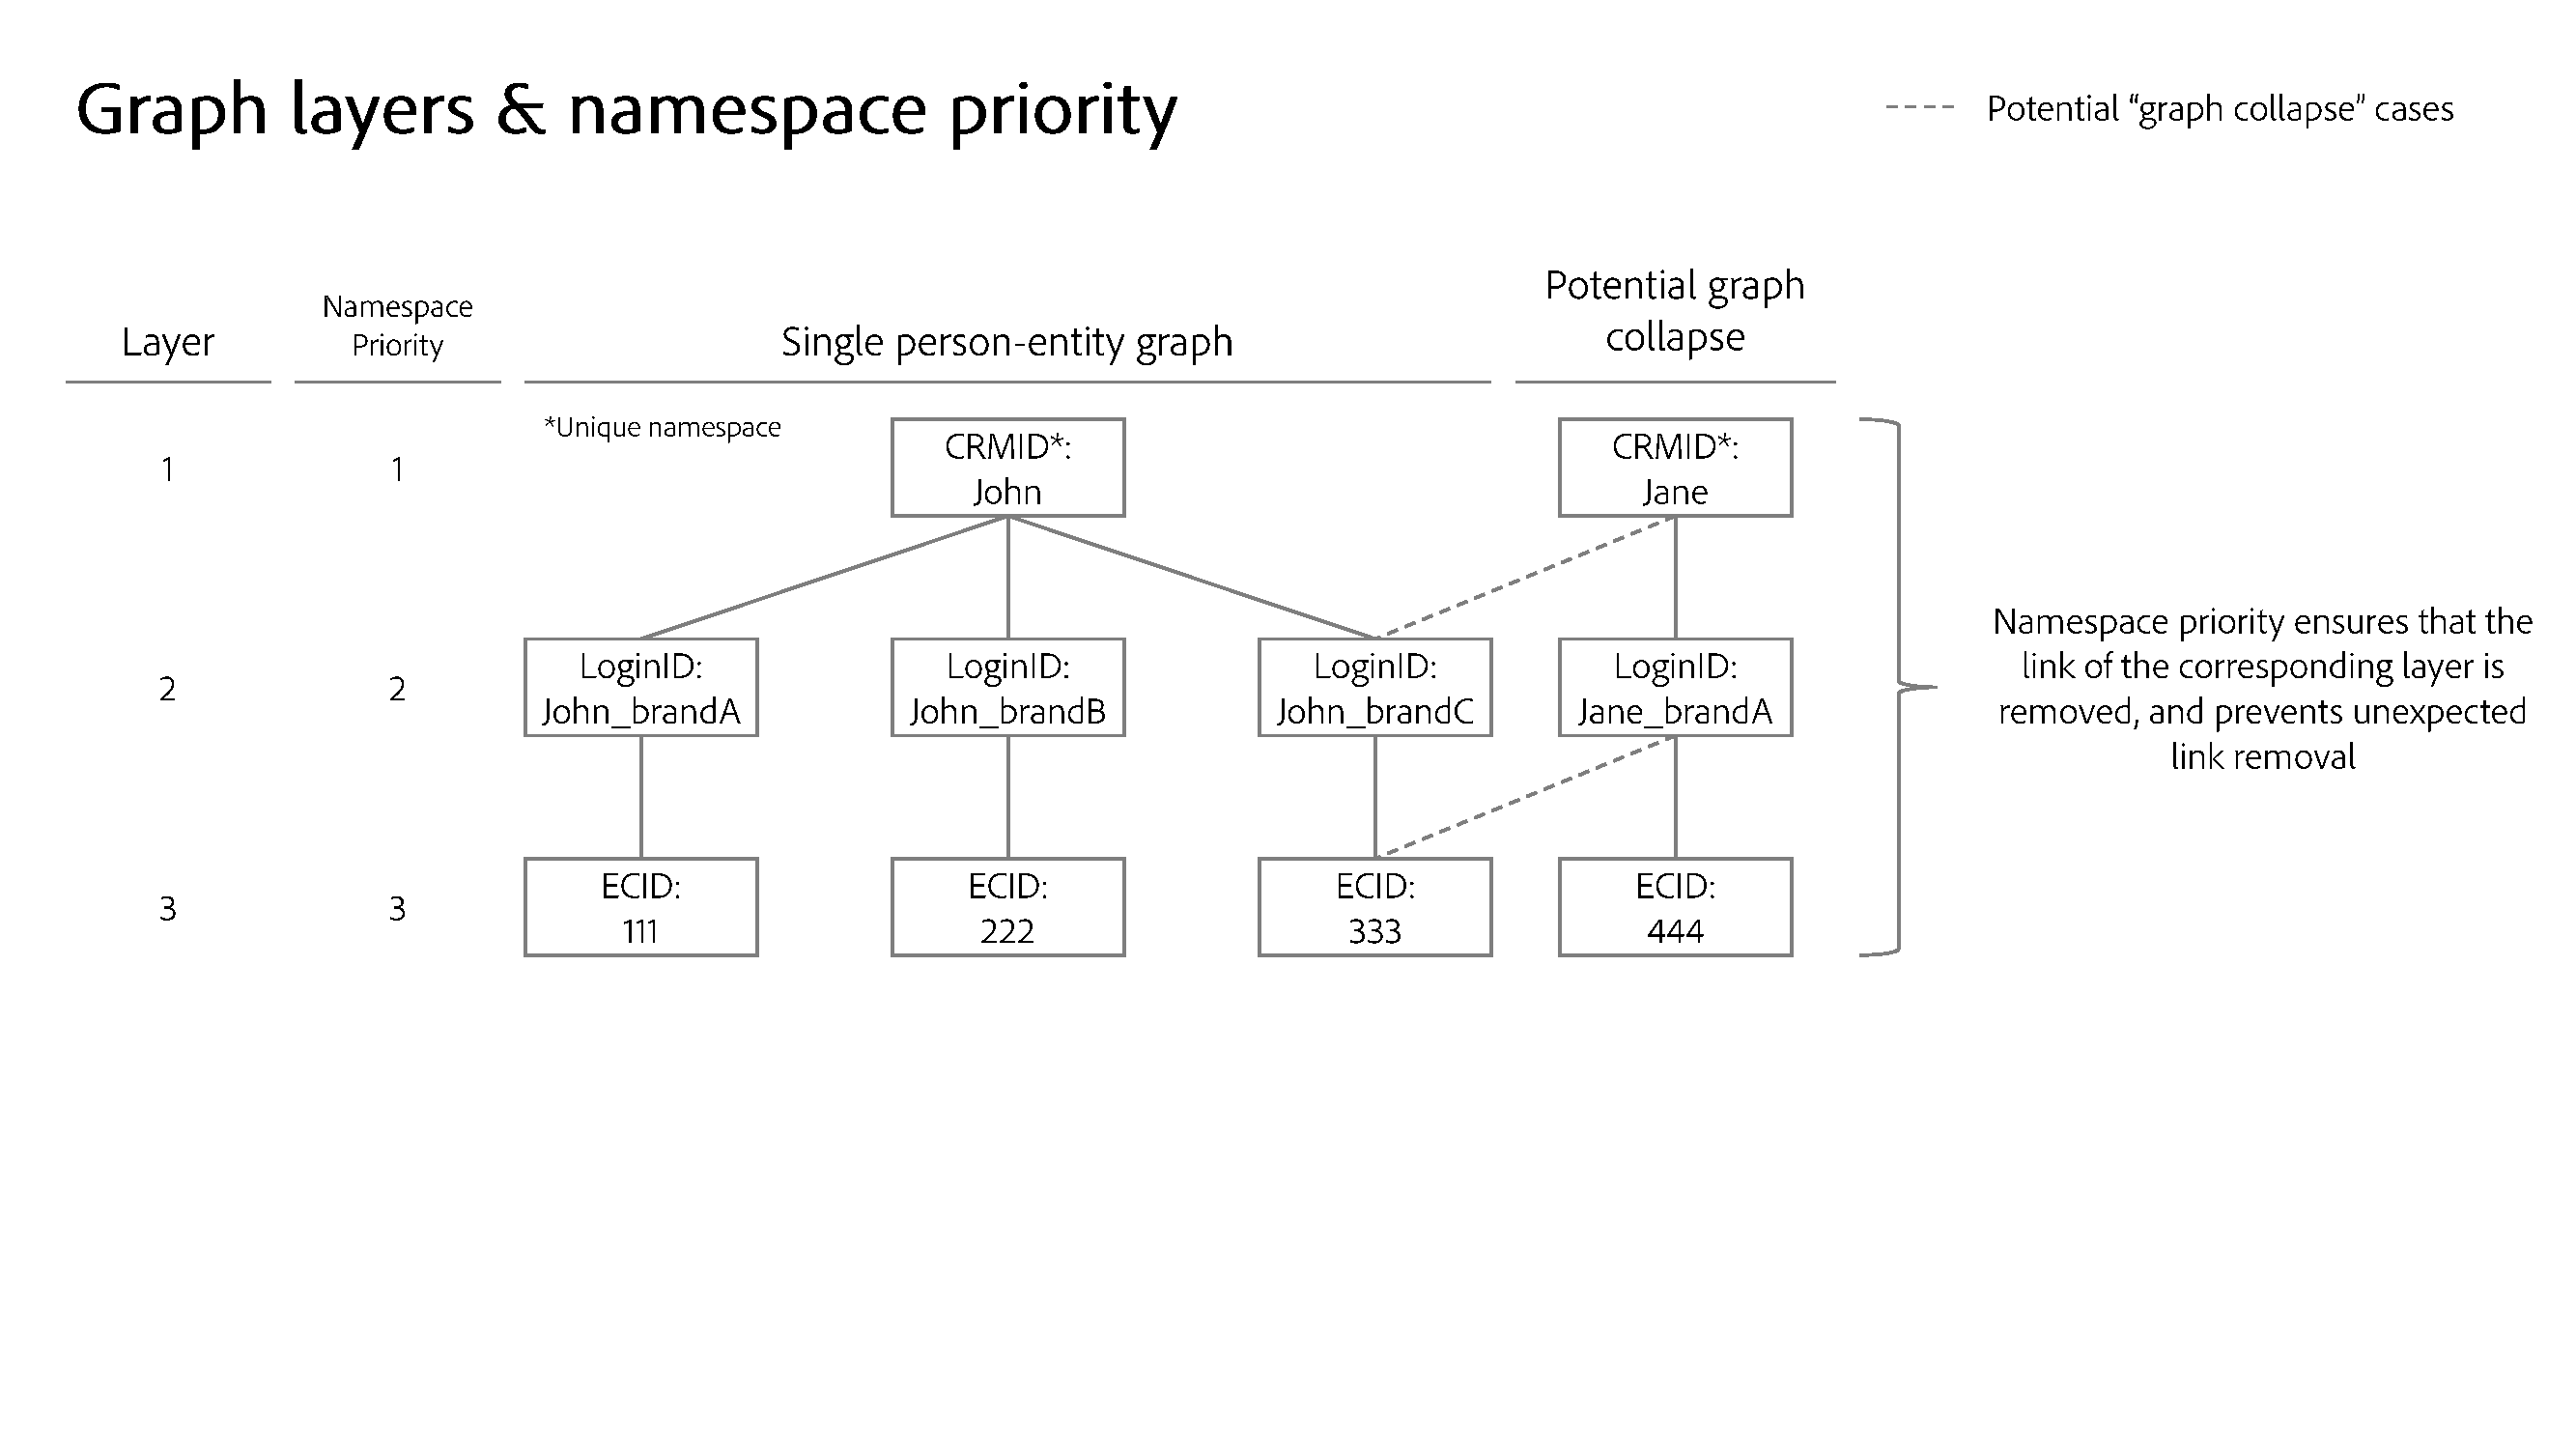 Graph layers & namespace priority
Potential “graph collapse” cases
Layer
Namespace
Priority
Single person-entity graph
Potential graph
collapse
*Unique namespace
1
1
CRMID*:
John
CRMID*:
Jane
2
2
LoginID:
John_brandA
LoginID:
John_brandB
LoginID:
John_brandC
LoginID:
Jane_brandA
3
3
ECID:
111
ECID:
222
ECID:
333
ECID:
444
Namespace priority ensures that the
link of the corresponding layer is
removed, and prevents unexpected
link removal